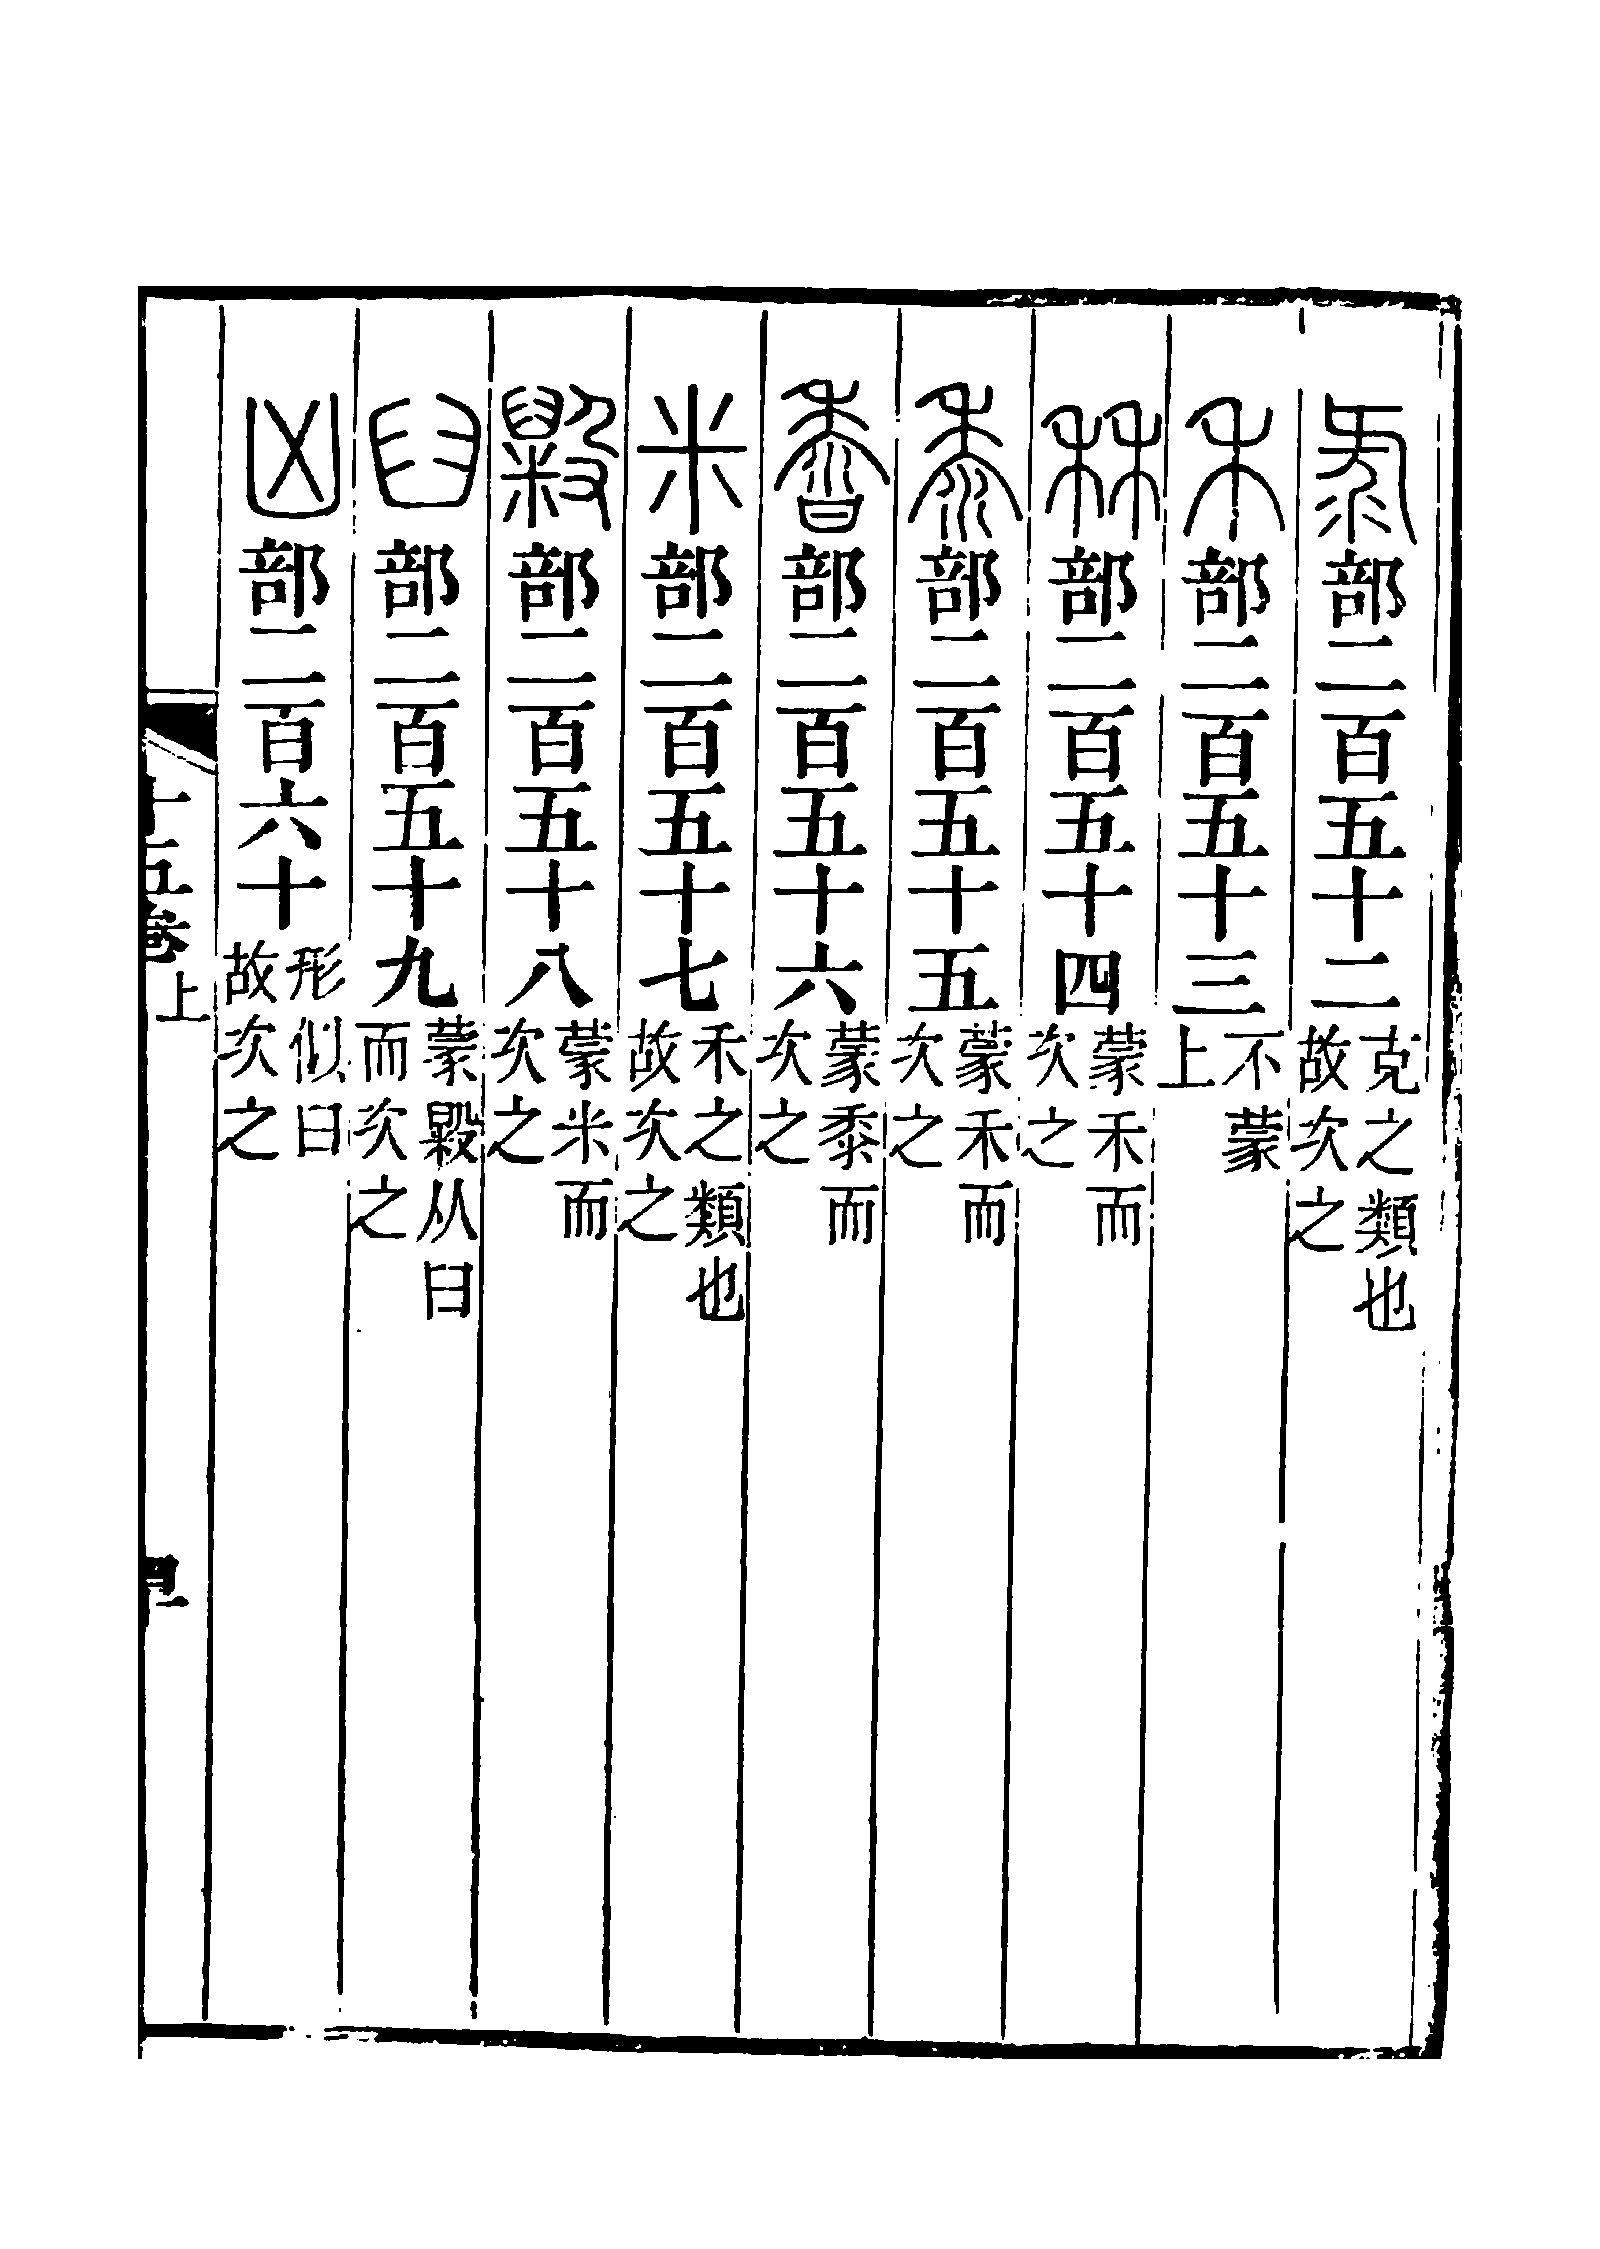 彔部二百五十二克之類也故次之
禾部二百五十三不蒙上
秝部二百五十四蒙禾而次之
黍部二百五十五蒙禾而次之
香部二百五十六蒙黍而次之
米部二百五十七禾之類也故次之
毇部二百五十八蒙米而次之
臼部二百五十九蒙毇从臼而次之
凶部二百六十形似臼故次之
十五卷上